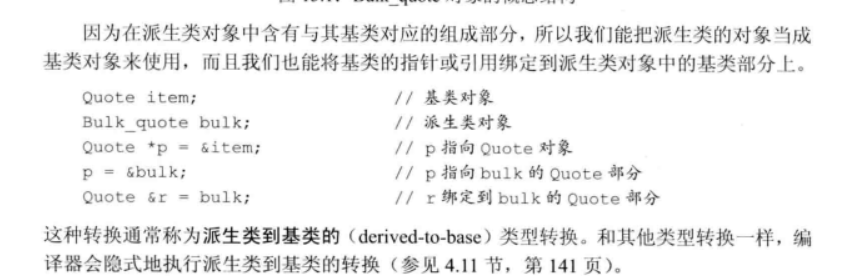 图 15.1: Bulk_quote 对象的概念结构
因为在派生类对象中含有与其基类对应的组成部分，所以我们能把派生类的对象当成
基类对象来使用，而且我们也能将基类的指针或引用绑定到派生类对象中的基类部分上。
Quote item; // 基类对象
Bulk_quote bulk; // 派生类对象
Quote *p = &item; // p 指向 Quote 对象
p = &bulk; // p 指向 bulk 的 Quote 部分
Quote &r = bulk; // r 绑定到 bulk 的 Quote 部分
这种转换通常称为派生类到基类的（derived-to-base）类型转换。和其他类型转换一样，编
译器会隐式地执行派生类到基类的转换（参见 4.11 节，第 141 页）。